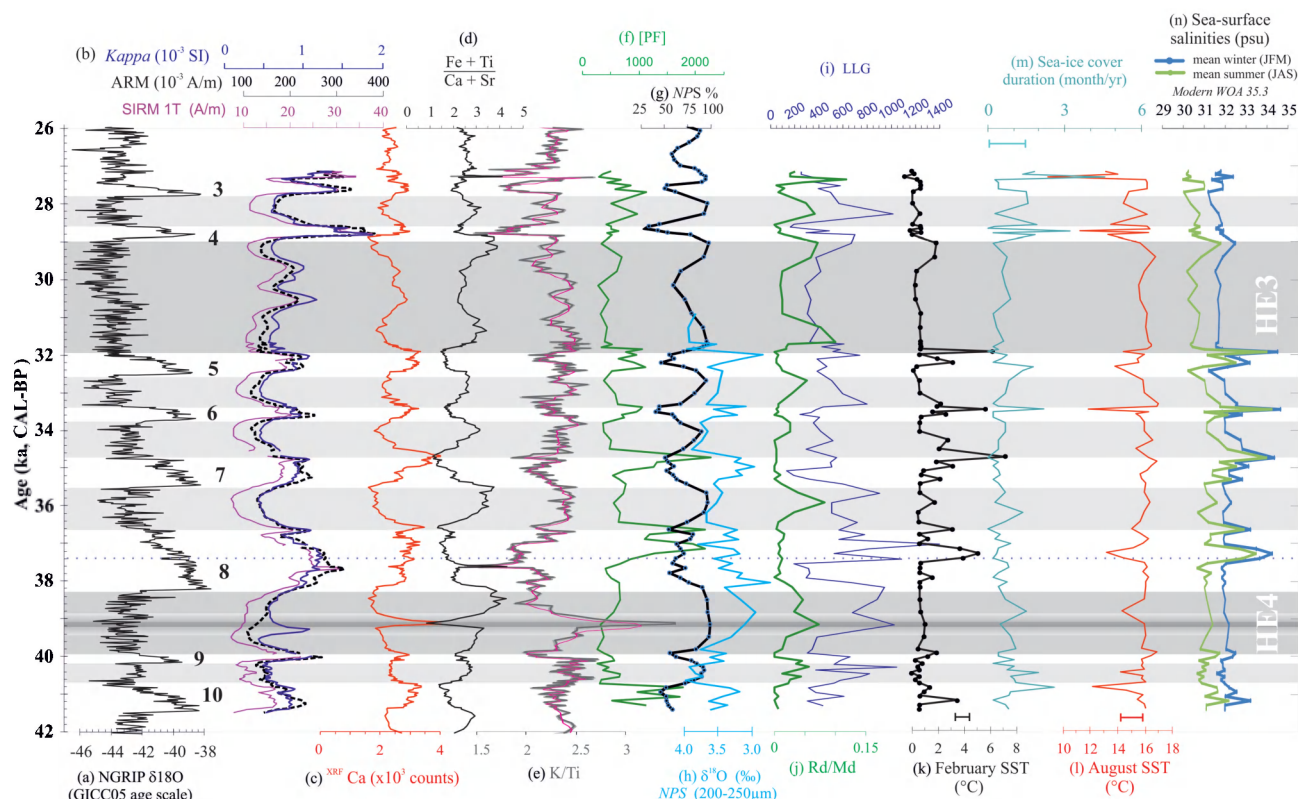 (b) Kappa (10⁻³ SI)
0 1 2
ARM (10⁻³ A/m)
100 200 300 400
SIRM 1T (A/m)
10 20 30 40
(d)
Fe + Ti
Ca + Sr
0 1 2 3 4 5
(f) [PF]
0 1000 2000
(g) NPS %
25 50 75 100
(i) LLG
0 200 400 600 800 1000 1200 1400
(m) Sea-ice cover
duration (month/yr)
0 3 6
(n) Sea-surface
salinities (psu)
mean winter (JFM)
mean summer (JAS)
Modern WOA 35.3
29 30 31 32 33 34 35
Age (ka, CAL-BP)
26
28
30
32
34
36
38
40
42
3
4
5
6
7
8
9
10
HE3
HE4
-46 -44 -42 -40 -38
(a) NGRIP δ18O
(GICC05 age scale)
0 2 4
(c) XRF Ca (x10³ counts)
1.5 2 2.5 3
(e) K/Ti
4.0 3.5 3.0
(h) δ¹⁸O (‰)
NPS (200-250µm)
0 0.15
(j) Rd/Md
0 2 4 6 8
(k) February SST
(°C)
10 12 14 16 18
(l) August SST
(°C)